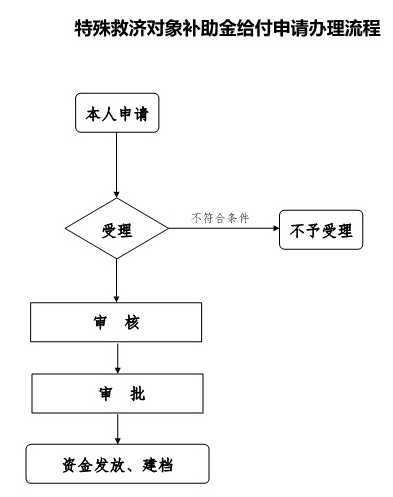 特殊救济对象补助金给付申请办理流程
本人申请
受理
不符合条件
不予受理
审 核
审 批
资金发放、建档